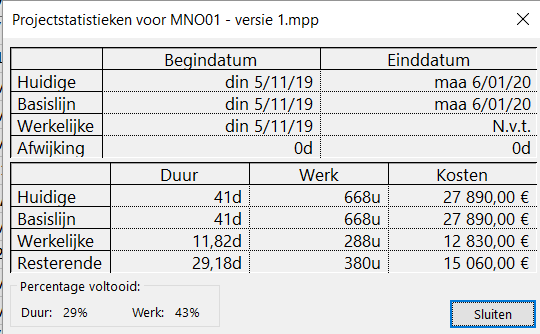 Projectstatistieken voor MNO01 - versie 1.mpp
Begindatum Einddatum
Huidige din 5/11/19 maa 6/01/20
Basislijn din 5/11/19 maa 6/01/20
Werkelijke din 5/11/19 N.v.t.
Afwijking 0d 0d
Duur Werk Kosten
Huidige 41d 668u 27 890,00 €
Basislijn 41d 668u 27 890,00 €
Werkelijke 11,82d 288u 12 830,00 €
Resterende 29,18d 380u 15 060,00 €
Percentage voltooid:
Duur: 29% Werk: 43% Sluiten